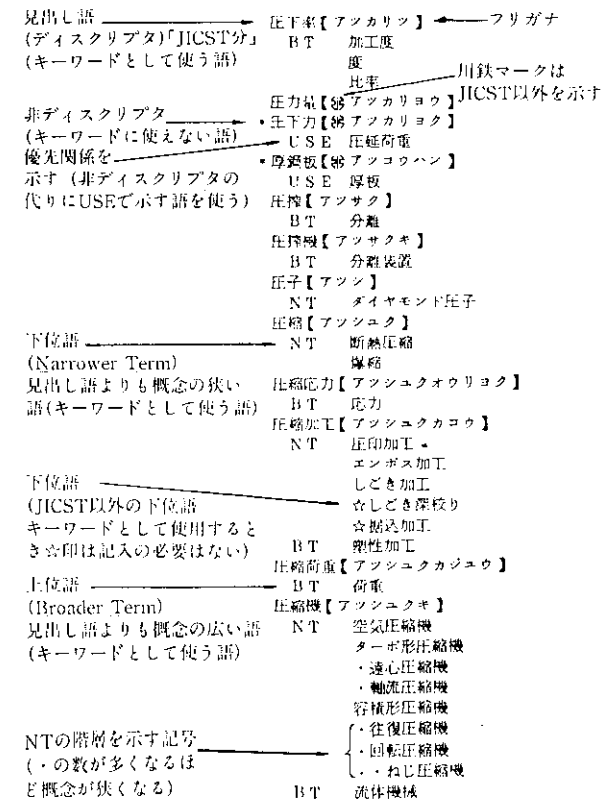 見出し語
(ディスクリプタ)「JICST分」
(キーワードとして使う語)
非ディスクリプタ
(キーワードに使えない語)
優先関係を
示す (非ディスクリプタの
代りにUSEで示す語を使う)
下位語
(Narrower Term)
見出し語よりも概念の狭い
語(キーワードとして使う語)
下位語
(JICST以外の下位語
キーワードとして使用すると
き☆印は記入の必要はない)
上位語
(Broader Term)
見出し語よりも概念の広い語
(キーワードとして使う語)
NTの階層を示す記号
(・の数が多くなるほ
ど概念が狭くなる)
圧下率【アツカリツ】
BT 加工度
度
比率
圧力量【アツカリヨウ】
・圧下力【アツカリヨク】
USE 圧延荷重
・厚鋼板【アツコウハン】
USE 厚板
圧搾【アツサク】
BT 分離
圧搾機【アツサクキ】
BT 分離装置
圧子【アツシ】
NT ダイヤモンド圧子
圧縮【アツシユク】
NT 断熱圧縮
爆縮
圧縮応力【アツシユクオウリヨク】
BT 応力
圧縮加工【アツシユクカコウ】
NT 圧印加工
エンボス加工
しごき加工
☆しごき深絞り
☆据込加工
BT 塑性加工
圧縮荷重【アツシユクカジユウ】
BT 荷重
圧縮機【アツシユクキ】
NT 空気圧縮機
ターボ形圧縮機
・遠心圧縮機
・軸流圧縮機
容積形圧縮機
・往復圧縮機
・回転圧縮機
・・ねじ圧縮機
BT 流体機械
フリガナ
川鉄マークは
JICST以外を示す